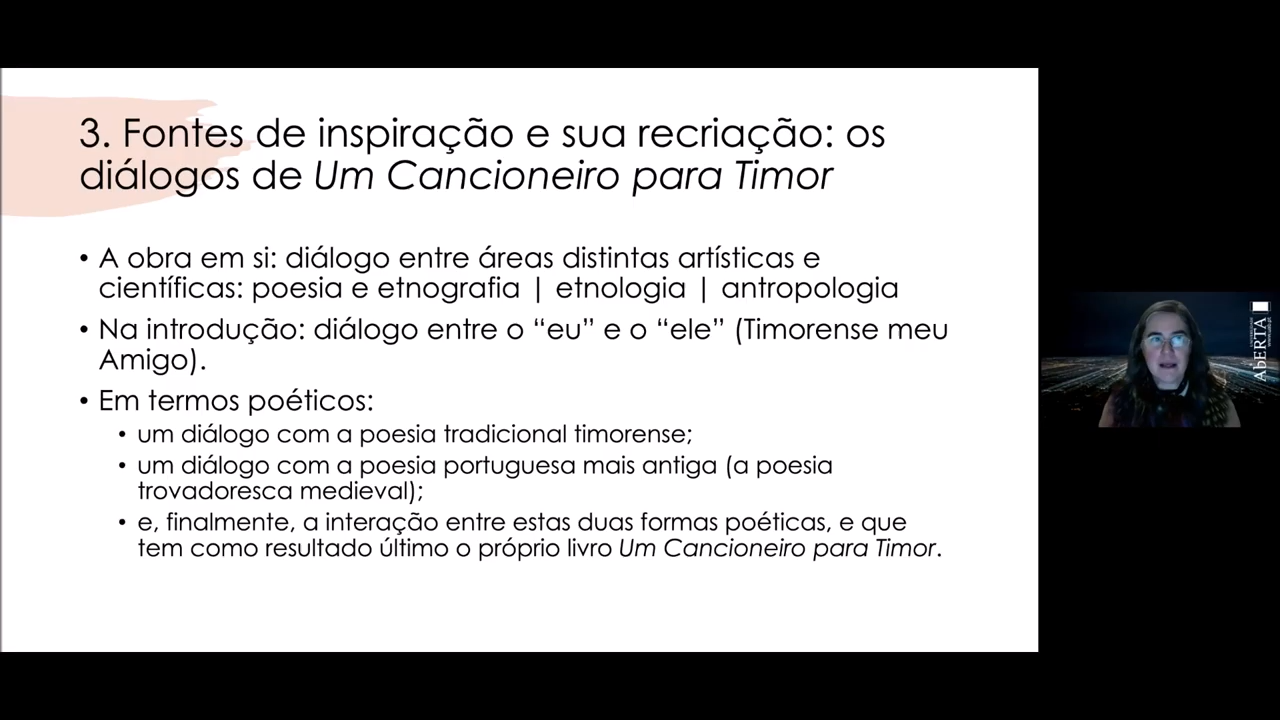 3. Fontes de inspiração e sua recriação: os
diálogos de Um Cancioneiro para Timor
• A obra em si: diálogo entre áreas distintas artísticas e
científicas: poesia e etnografia | etnologia | antropologia
• Na introdução: diálogo entre o “eu” e o “ele” (Timorense meu
Amigo).
• Em termos poéticos:
• um diálogo com a poesia tradicional timorense;
• um diálogo com a poesia portuguesa mais antiga (a poesia
trovadoresca medieval);
• e, finalmente, a interação entre estas duas formas poéticas, e que
tem como resultado último o próprio livro Um Cancioneiro para Timor.
AbERTA